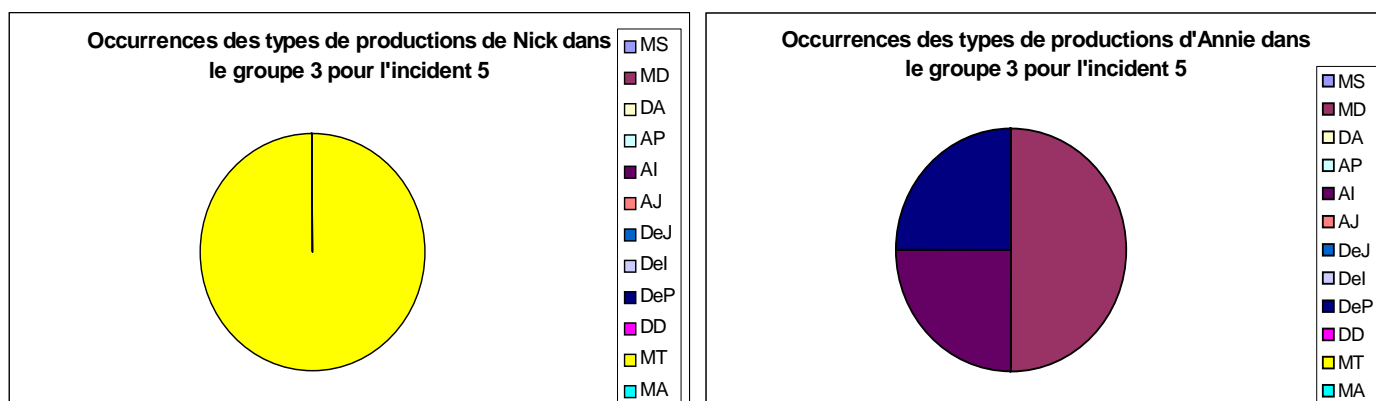 Occurrences des types de productions de Nick dans
le groupe 3 pour l'incident 5
MS
MD
DA
AP
AI
AJ
DeJ
DeI
DeP
DD
MT
MA
Occurrences des types de productions d'Annie dans
le groupe 3 pour l'incident 5
MS
MD
DA
AP
AI
AJ
DeJ
DeI
DeP
DD
MT
MA